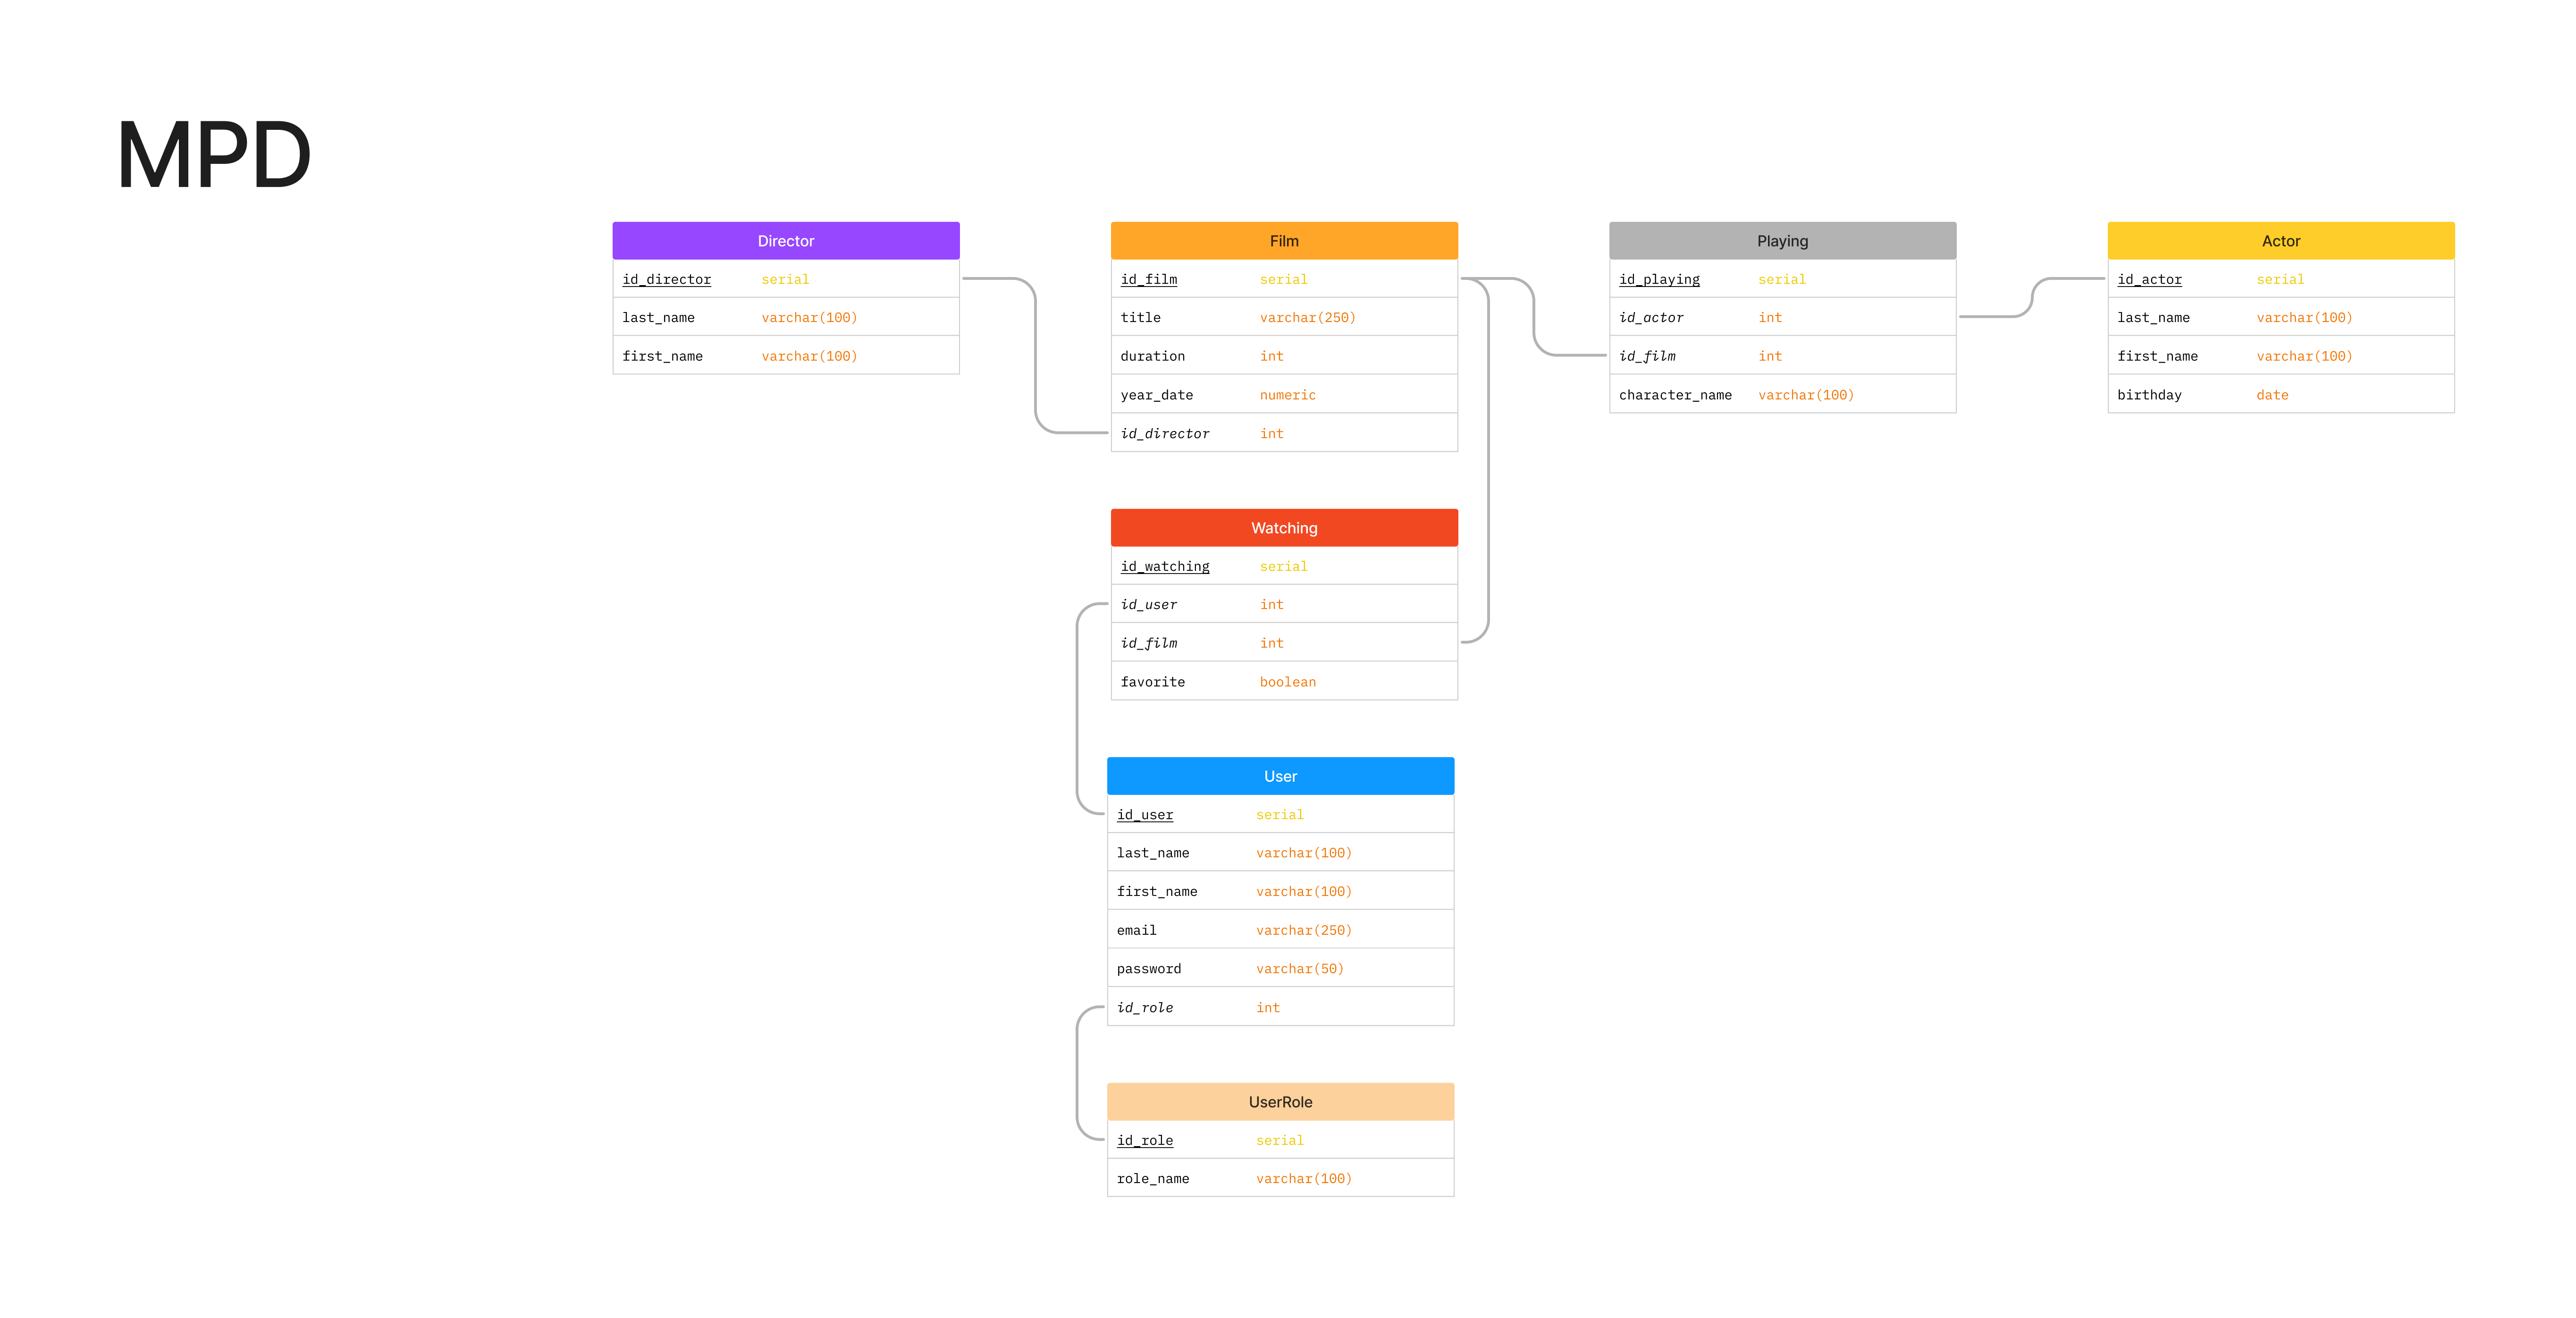 MPD
Director
id_director serial
last_name varchar(100)
first_name varchar(100)
Film
id_film serial
title varchar(250)
duration int
year_date numeric
id_director int
Playing
id_playing serial
id_actor int
id_film int
character_name varchar(100)
Actor
id_actor serial
last_name varchar(100)
first_name varchar(100)
birthday date
Watching
id_watching serial
id_user int
id_film int
favorite boolean
User
id_user serial
last_name varchar(100)
first_name varchar(100)
email varchar(250)
password varchar(50)
id_role int
UserRole
id_role serial
role_name varchar(100)